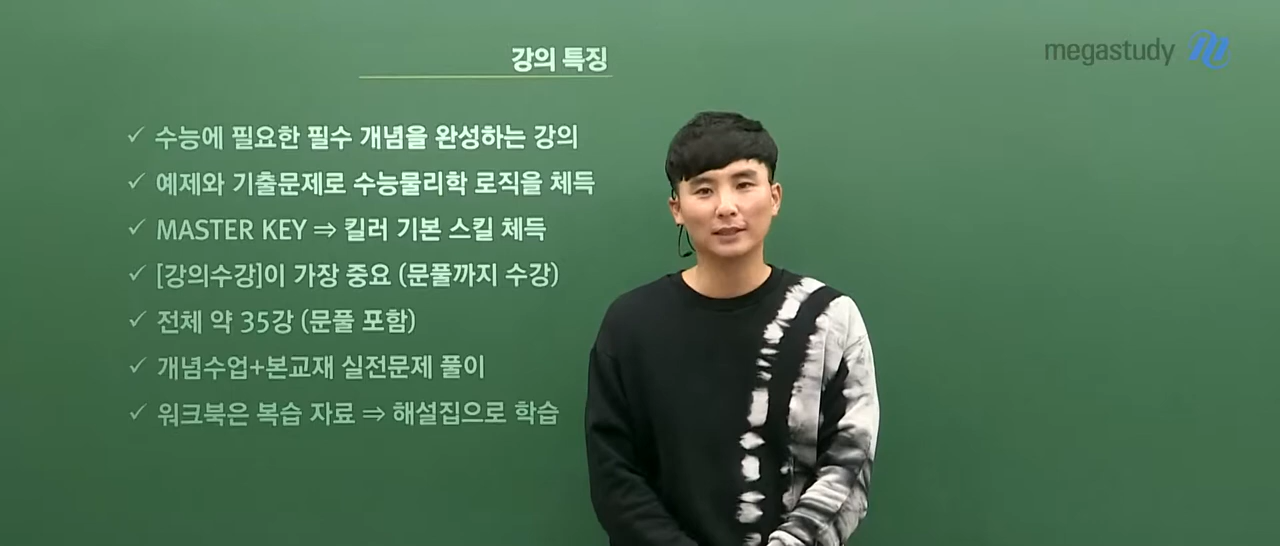 강의 특징
megastudy
✓ 수능에 필요한 필수 개념을 완성하는 강의
✓ 예제와 기출문제로 수능물리학 로직을 체득
✓ MASTER KEY ⇒ 킬러 기본 스킬 체득
✓ [강의수강]이 가장 중요 (문풀까지 수강)
✓ 전체 약 35강 (문풀 포함)
✓ 개념수업+본교재 실전문제 풀이
✓ 워크북은 복습 자료 ⇒ 해설집으로 학습